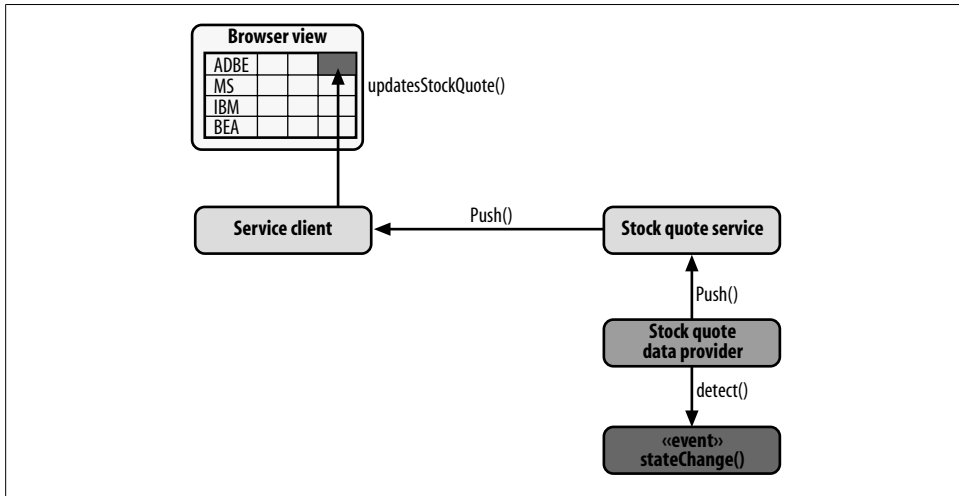 Browser view
ADBE
MS
IBM
BEA
updatesStockQuote()
Service client
Push()
Stock quote service
Push()
Stock quote
data provider
detect()
«event»
stateChange()